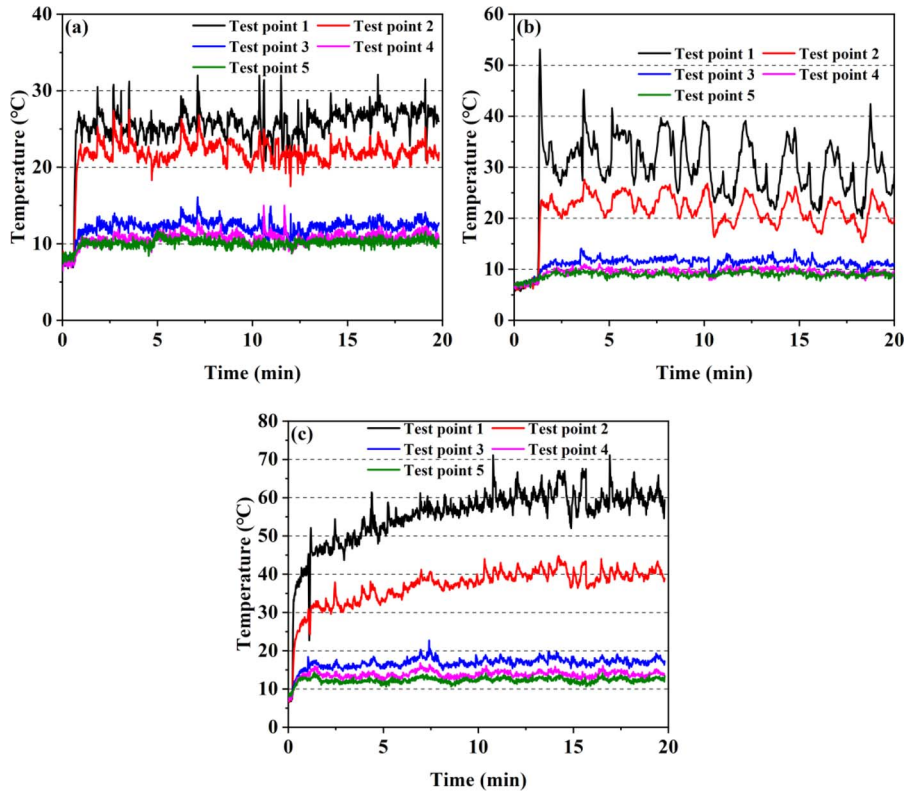 (a)
Test point 1 Test point 2
Test point 3 Test point 4
Test point 5
40
30
20
10
0
Temperature (°C)
0 5 10 15 20
Time (min)
(b)
Test point 1 Test point 2
Test point 3 Test point 4
Test point 5
60
50
40
30
20
10
0
Temperature (°C)
0 5 10 15 20
Time (min)
(c)
Test point 1 Test point 2
Test point 3 Test point 4
Test point 5
80
70
60
50
40
30
20
10
0
Temperature (°C)
0 5 10 15 20
Time (min)